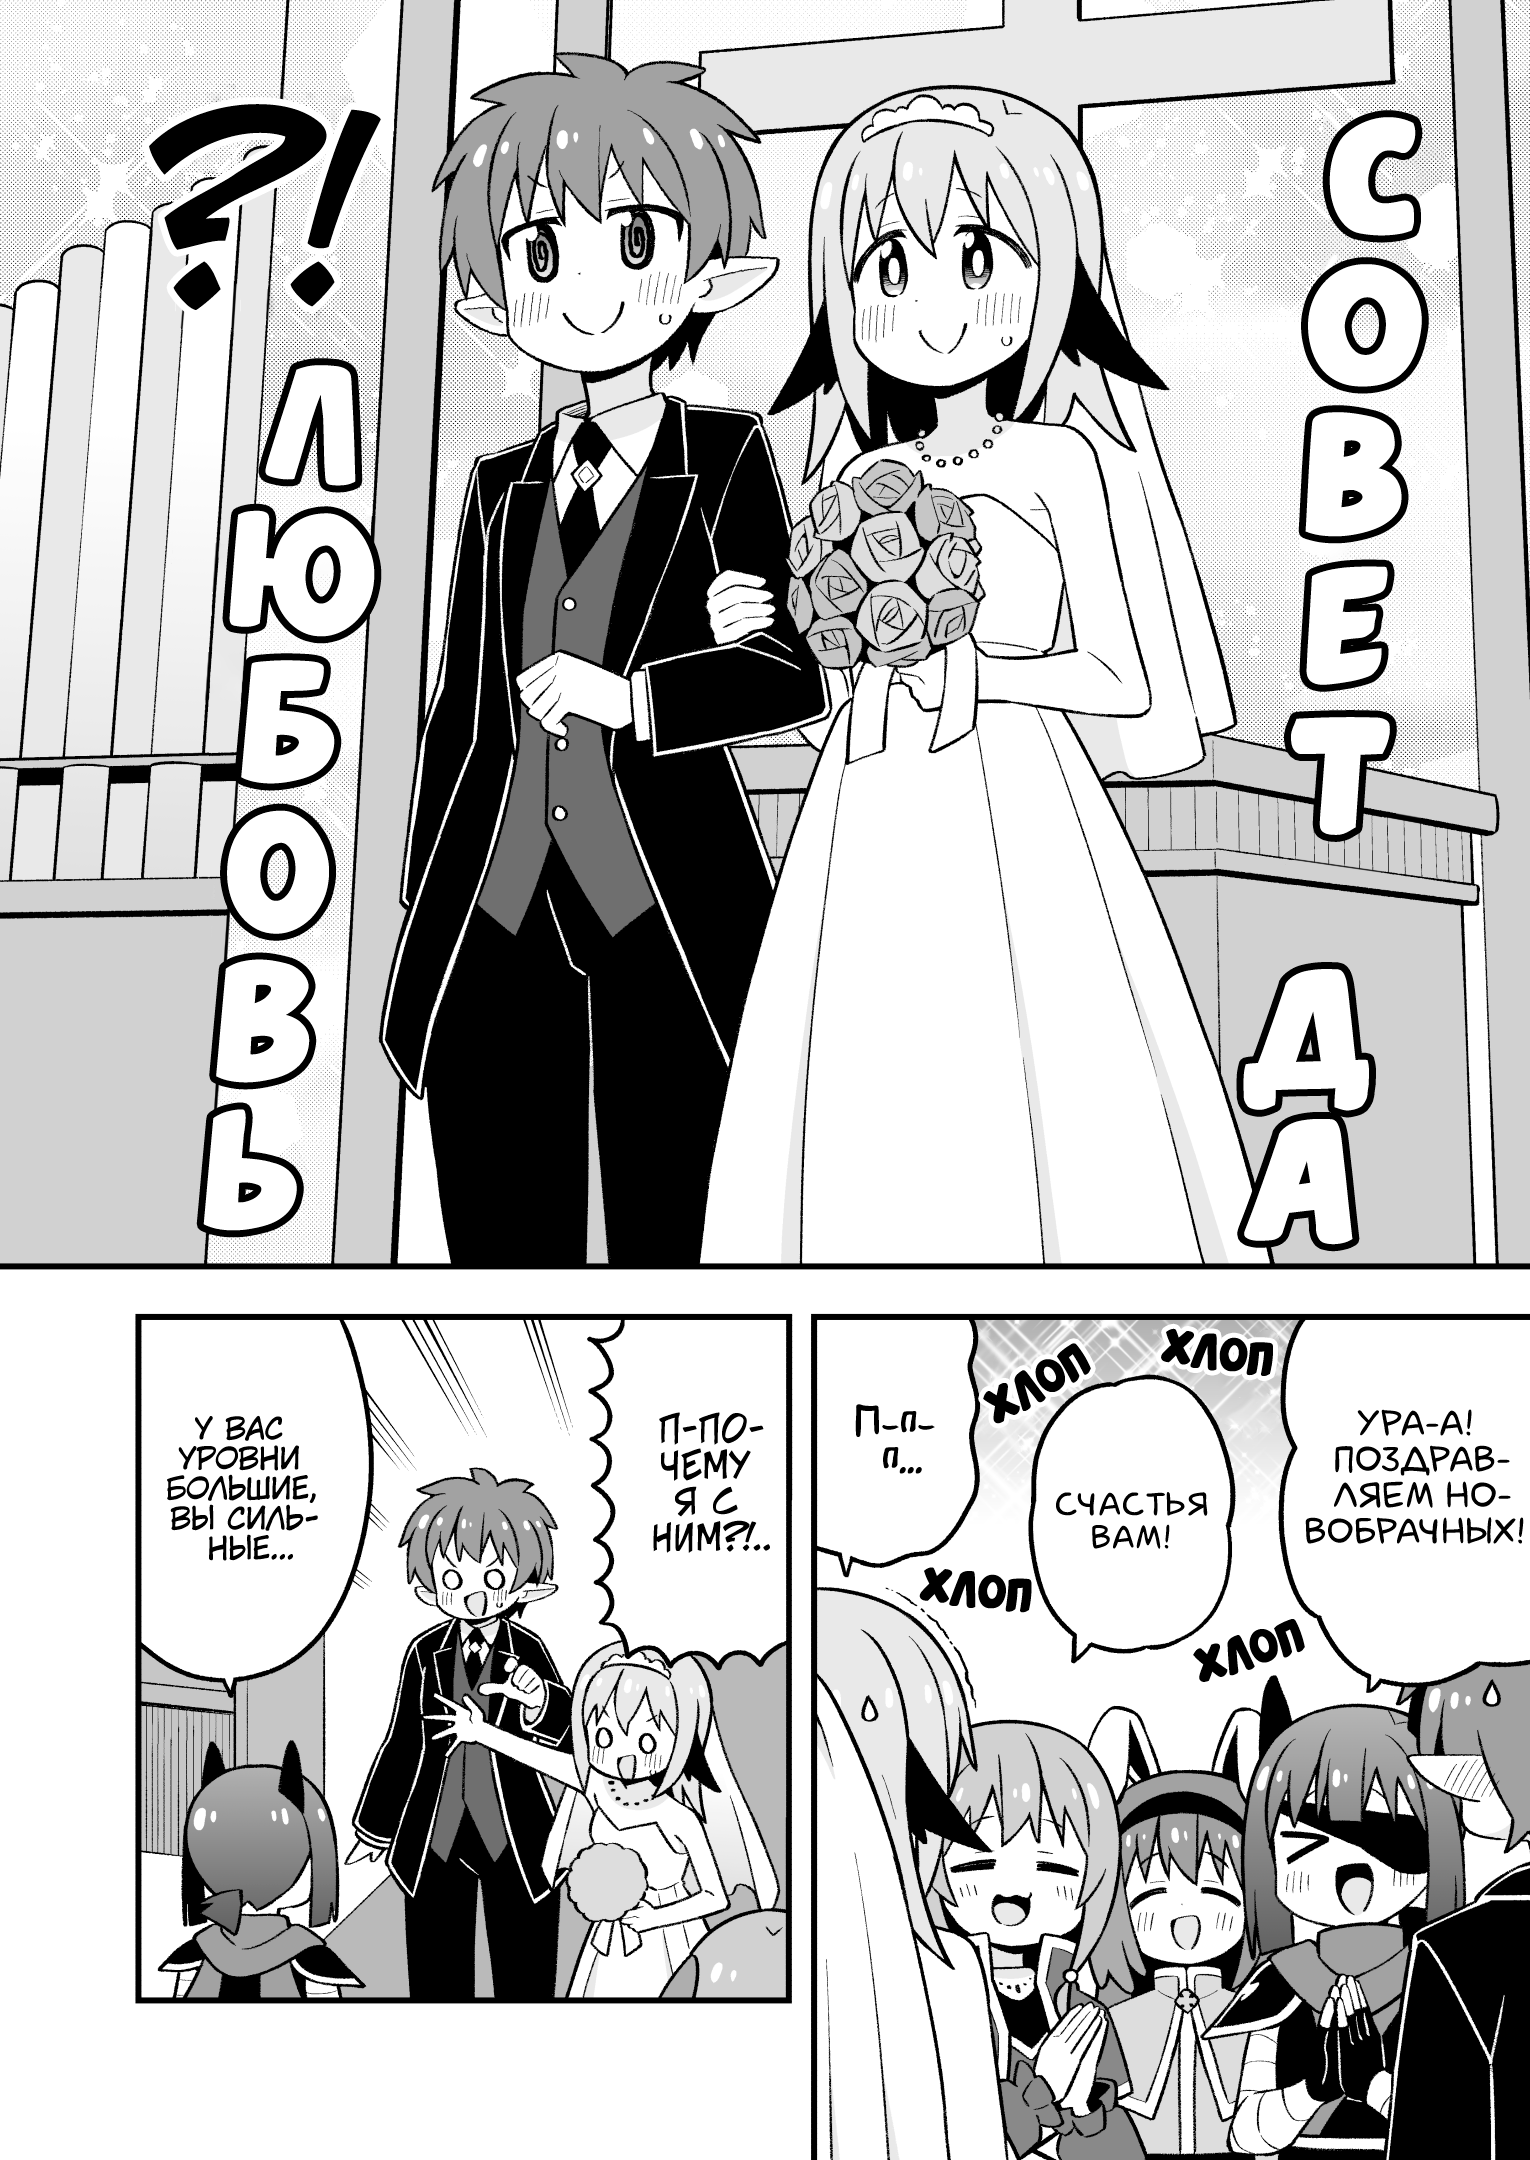 СОВЕТ
ДА
ЛЮБОВЬ
?!
УРА-А!
ПОЗДРАВ-
ЛЯЕМ НО-
ВОБРАЧНЫХ!
ХЛОП
ХЛОП
СЧАСТЬЯ
ВАМ!
ХЛОП
ХЛОП
П-п-
п...
П-ПО-
ЧЕМУ
Я С
НИМ?!..
У ВАС
УРОВНИ
БОЛЬШИЕ,
ВЫ СИЛЬ-
НЫЕ...